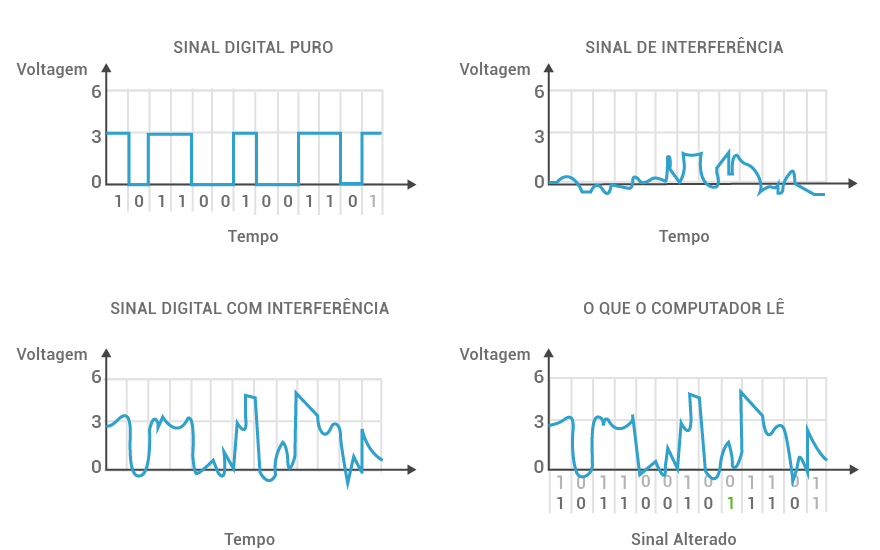 SINAL DIGITAL PURO
Voltagem
6
3
0
1 0 1 1 0 0 1 0 0 1 1 0 1
Tempo
SINAL DE INTERFERÊNCIA
Voltagem
6
3
0
Tempo
SINAL DIGITAL COM INTERFERÊNCIA
Voltagem
6
3
0
Tempo
O QUE O COMPUTADOR LÊ
Voltagem
6
3
0
1 0 1 1 0 0 1 0 0 1 1 0 1
1 0 1 1 0 0 1 0 1 1 1 0 1
Sinal Alterado